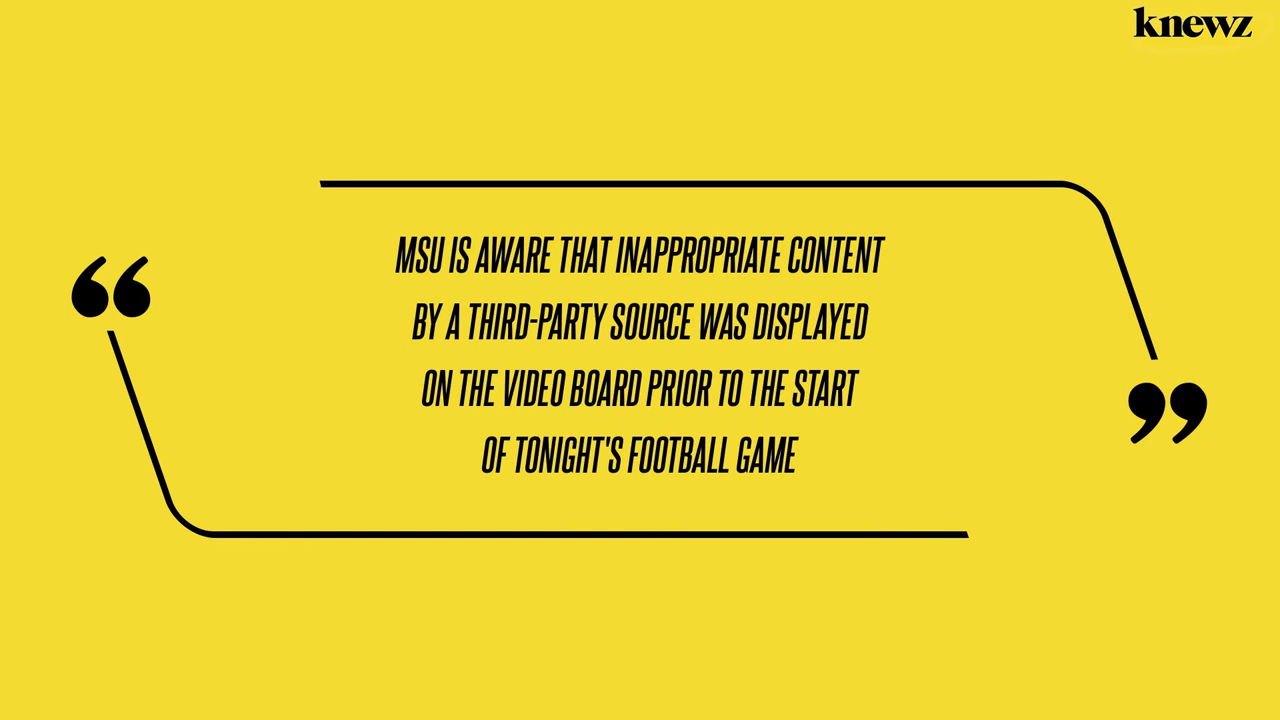 knewz
MSU IS AWARE THAT INAPPROPRIATE CONTENT
BY A THIRD-PARTY SOURCE WAS DISPLAYED
ON THE VIDEO BOARD PRIOR TO THE START
OF TONIGHT'S FOOTBALL GAME